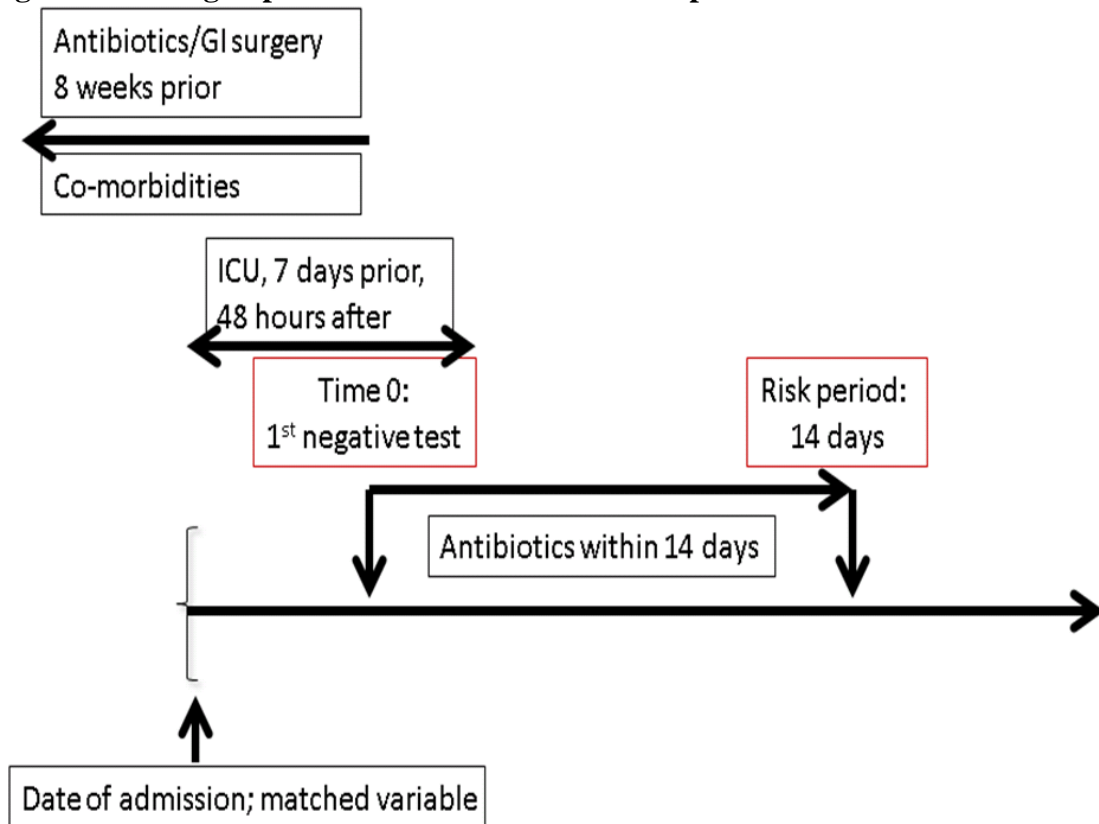 Antibiotics/GI surgery
8 weeks prior
Co-morbidities
ICU, 7 days prior,
48 hours after
Time 0:
1st negative test
Risk period:
14 days
Antibiotics within 14 days
Date of admission; matched variable